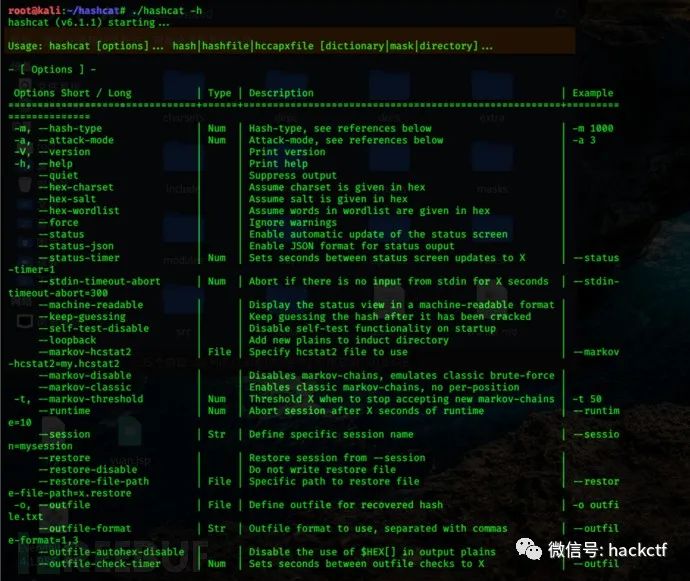 root@kali:~/hashcat# ./hashcat -h
hashcat (v6.1.1) starting...
Usage: hashcat [options]... hash|hashfile|hccapxfile [dictionary|mask|directory]...
- [ Options ] -
Options Short / Long | Type | Description | Example
-m, --hash-type | Num | Hash-type, see references below | -m 1000
-a, --attack-mode | Num | Attack-mode, see references below | -a 3
-V, --version | | Print version |
-h, --help | | Print help |
--quiet | | Suppress output |
--hex-charset | | Assume charset is given in hex |
--hex-salt | | Assume salt is given in hex |
--hex-wordlist | | Assume words in wordlist are given in hex |
--force | | Ignore warnings |
--status | | Enable automatic update of the status screen |
--status-json | | Enable JSON format for status ouput |
--status-timer | Num | Sets seconds between status screen updates to X | --status
-timer=1
--stdin-timeout-abort | Num | Abort if there is no input from stdin for X seconds | --stdin-
timeout-abort=300
--machine-readable | | Display the status view in a machine-readable format |
--keep-guessing | | Keep guessing the hash after it has been cracked |
--self-test-disable | | Disable self-test functionality on startup |
--loopback | | Add new plains to induct directory |
--markov-hcstat2 | File | Specify hcstat2 file to use | --markov
-hcstat2=my.hcstat2
--markov-disable | | Disables markov-chains, emulates classic brute-force |
--markov-classic | | Enables classic markov-chains, no per-position |
-t, --markov-threshold | Num | Threshold X when to stop accepting new markov-chains | -t 50
--runtime | Num | Abort session after X seconds of runtime | --runtim
e=10
--session | Str | Define specific session name | --sessio
n=mysession
--restore | | Restore session from --session |
--restore-disable | | Do not write restore file |
--restore-file-path | File | Specific path to restore file | --restor
e-file-path=x.restore
-o, --outfile | File | Define outfile for recovered hash | -o outfi
le.txt
--outfile-format | Str | Outfile format to use, separated with commas | --outfil
e-format=1,3
--outfile-autohex-disable | | Disable the use of $HEX[] in output plains |
--outfile-check-timer | Num | Sets seconds between outfile checks to X | --outfil
微信号: hackctf